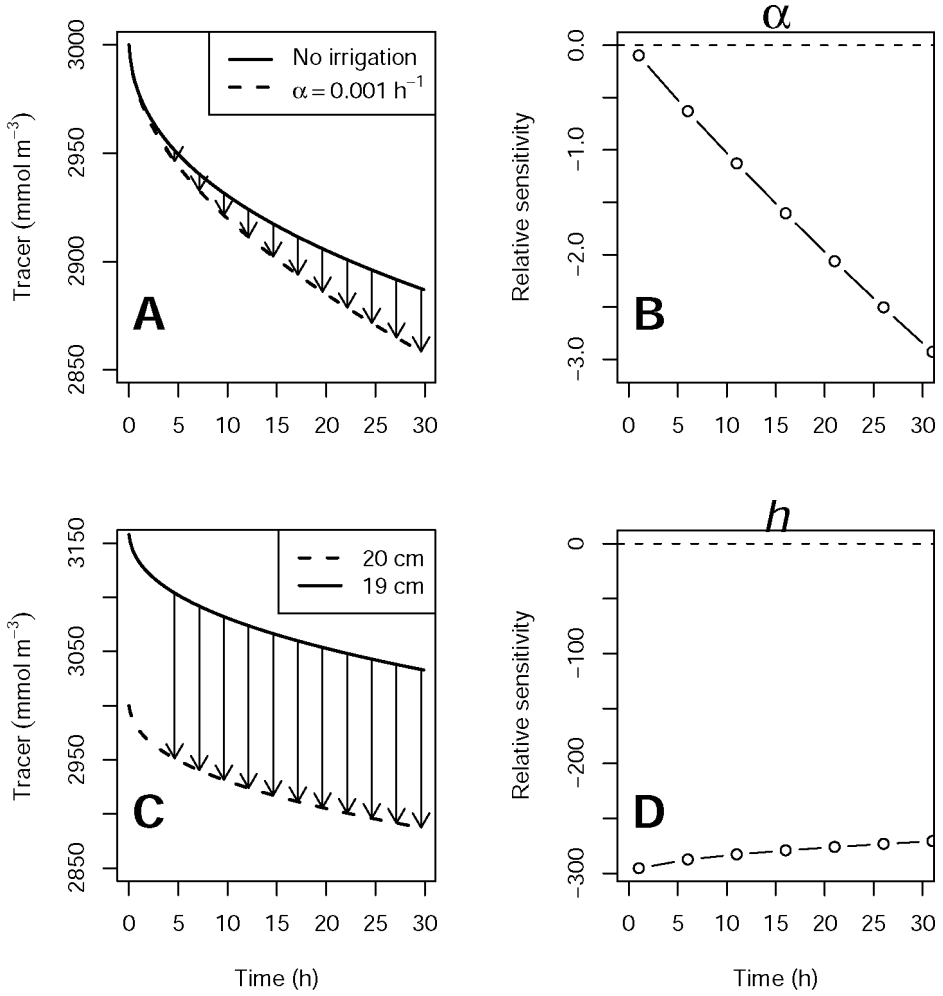 α
No irrigation
α = 0.001 h⁻¹
Tracer (mmol m⁻³)
3000
2950
2900
2850
A
0 5 10 15 20 25 30
Relative sensitivity
0.0
−1.0
−2.0
−3.0
B
0 5 10 15 20 25 30
h
20 cm
19 cm
Tracer (mmol m⁻³)
3150
3050
2950
2850
C
0 5 10 15 20 25 30
Time (h)
Relative sensitivity
0
−100
−200
−300
D
0 5 10 15 20 25 30
Time (h)